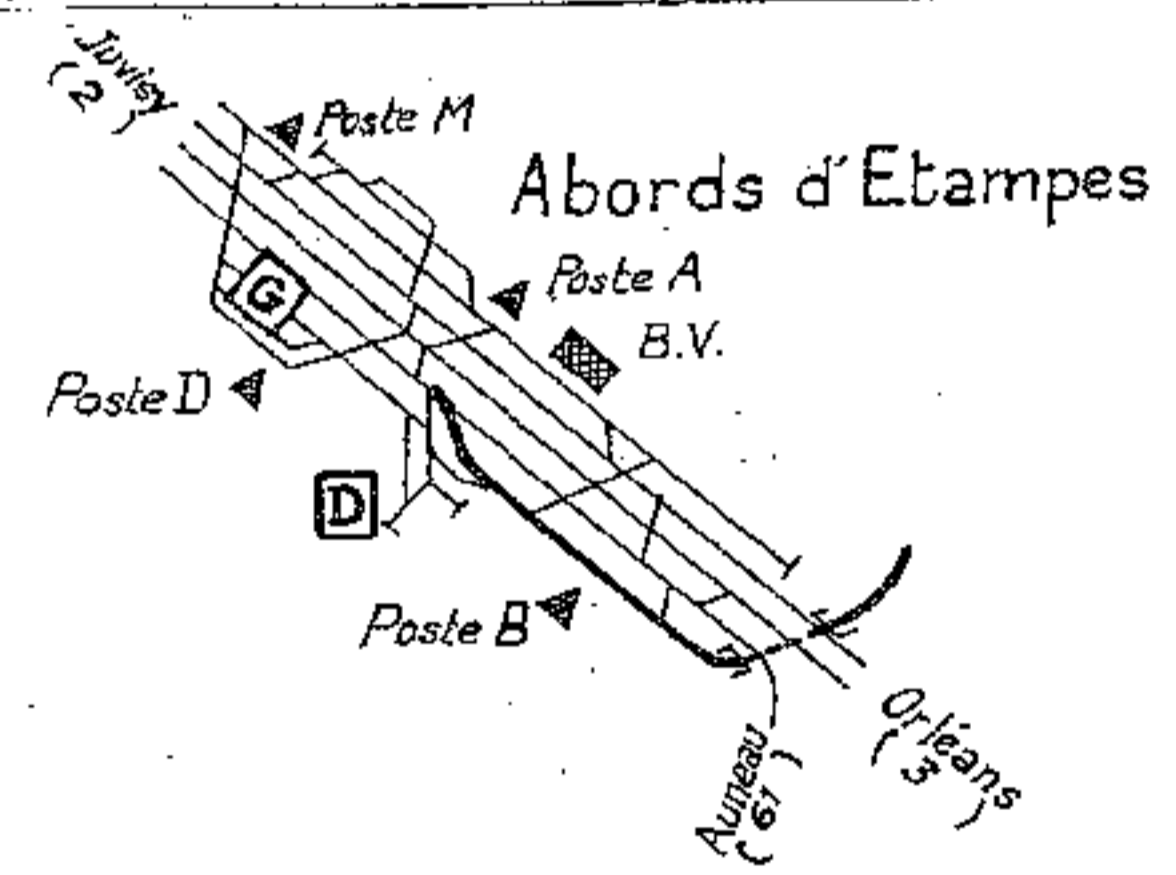 Juvisy
( 2 )
Poste M
Abords d'Etampes
Poste A
G
B.V.
Poste D
D
Poste B
Orléans
( 3 )
Auneau
( 61 )